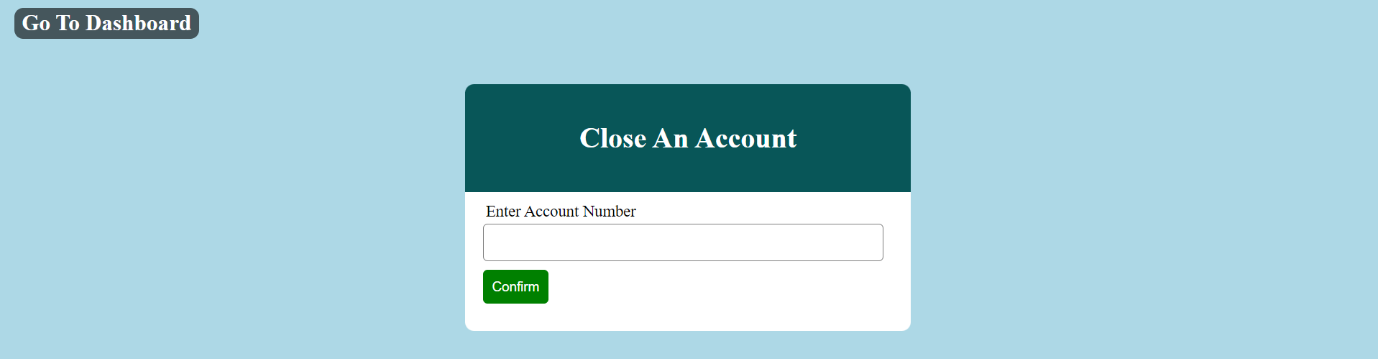 Go To Dashboard
Close An Account
Enter Account Number
Confirm